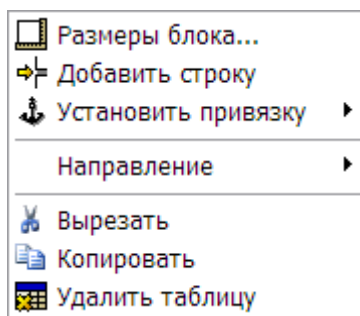 Размеры блока...
Добавить строку
Установить привязку
Направление
Вырезать
Копировать
Удалить таблицу